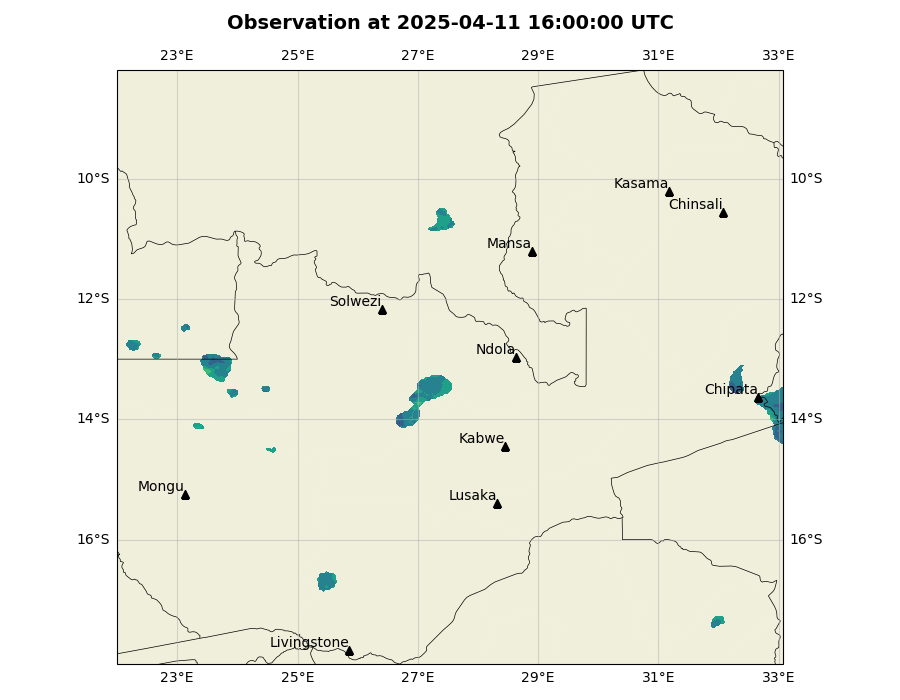 Observation at 2025-04-11 16:00:00 UTC
23°E 25°E 27°E 29°E 31°E 33°E
10°S 10°S
Kasama
Chinsali
Mansa
12°S 12°S
Solwezi
Ndola
Chipata
14°S 14°S
Kabwe
Mongu
Lusaka
16°S 16°S
Livingstone
23°E 25°E 27°E 29°E 31°E 33°E